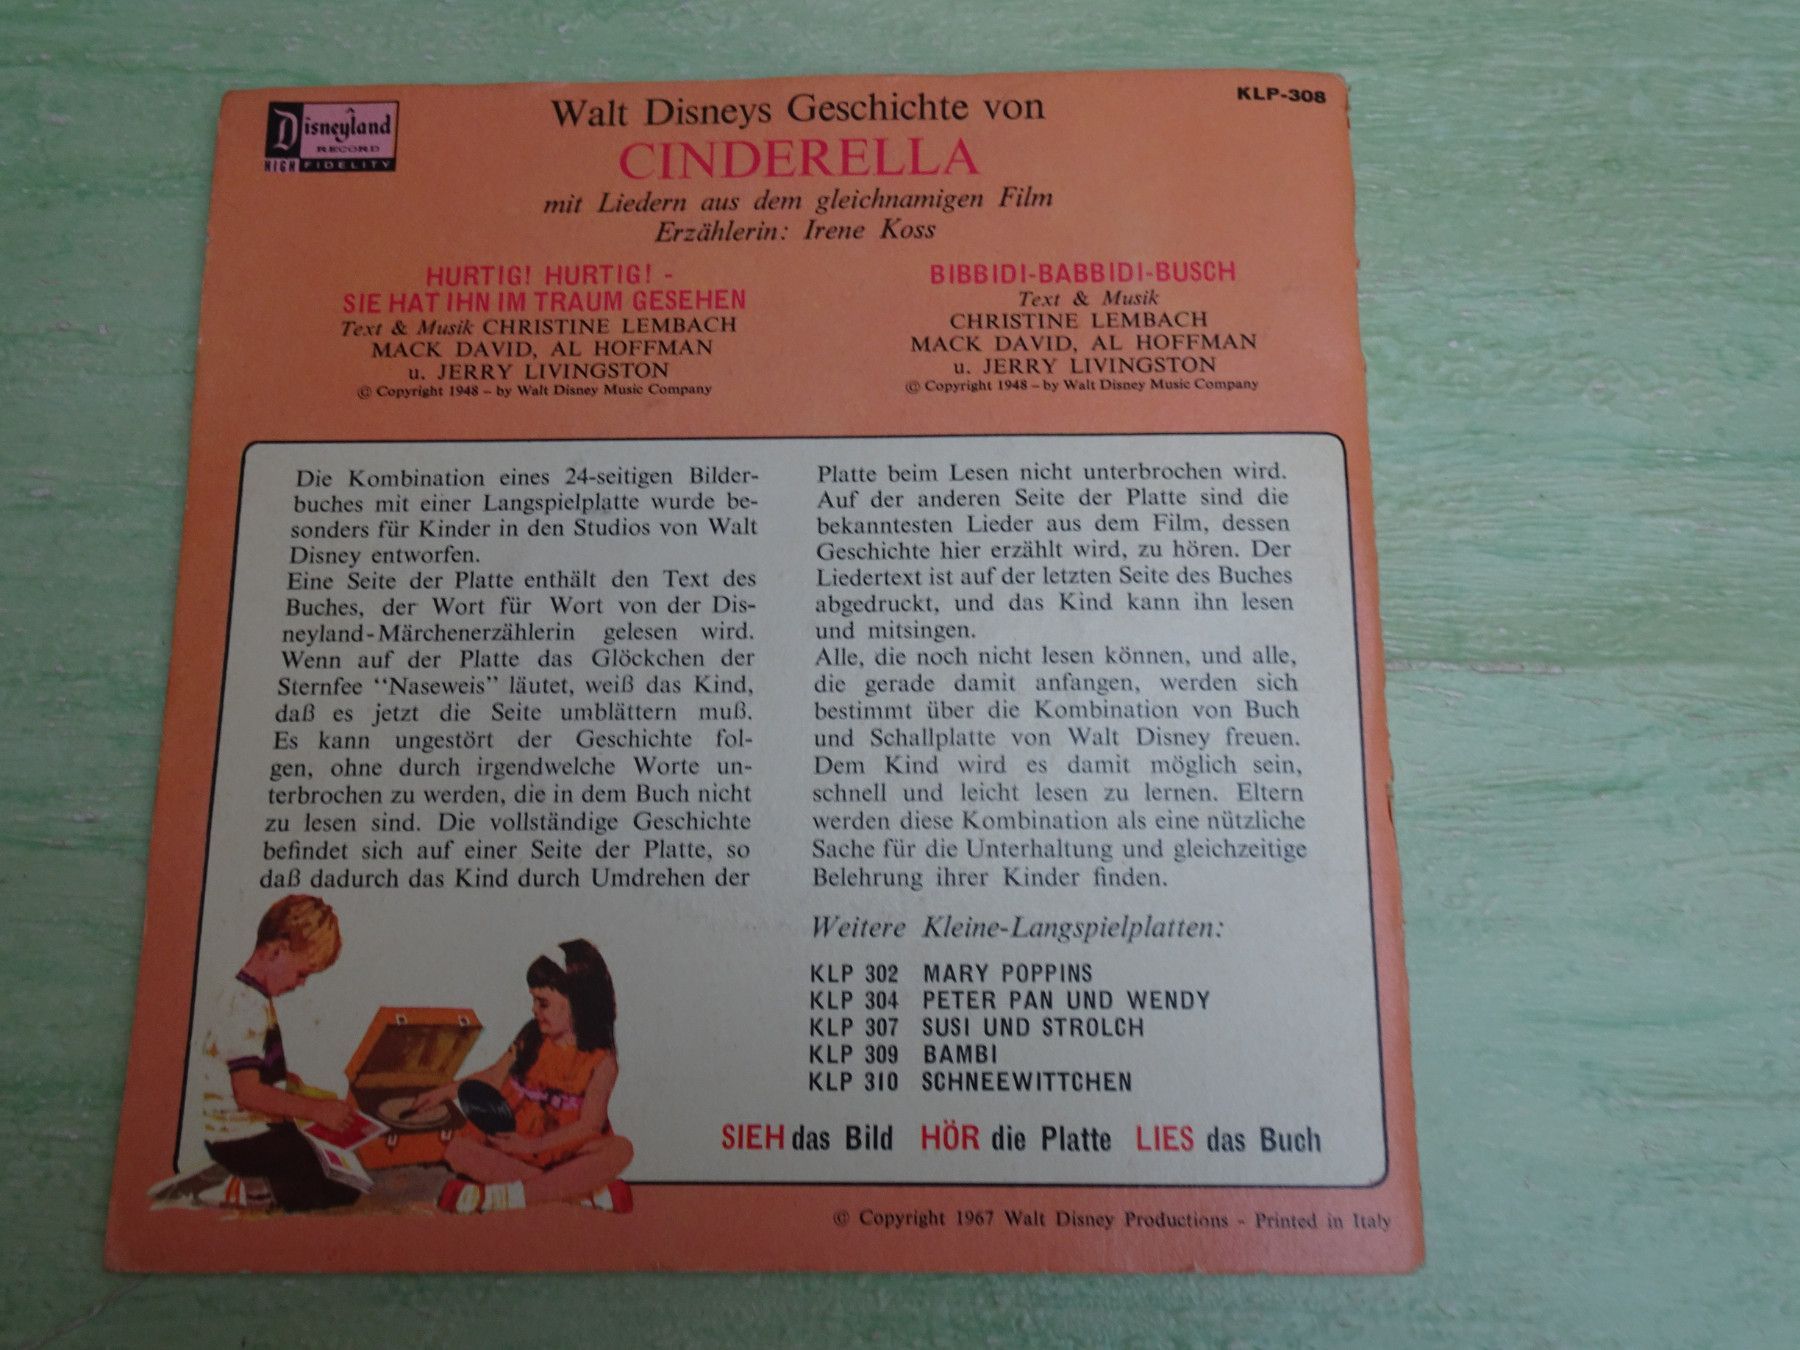 Disneyland
RECORD
HIGH FIDELITY
KLP-308
Walt Disneys Geschichte von
CINDERELLA
mit Liedern aus dem gleichnamigen Film
Erzählerin: Irene Koss
HURTIG! HURTIG! -
SIE HAT IHN IM TRAUM GESEHEN
Text & Musik CHRISTINE LEMBACH
MACK DAVID, AL HOFFMAN
u. JERRY LIVINGSTON
© Copyright 1948 – by Walt Disney Music Company
BIBBIDI-BABBIDI-BUSCH
Text & Musik
CHRISTINE LEMBACH
MACK DAVID, AL HOFFMAN
u. JERRY LIVINGSTON
© Copyright 1948 – by Walt Disney Music Company
Die Kombination eines 24-seitigen Bilder-
buches mit einer Langspielplatte wurde be-
sonders für Kinder in den Studios von Walt
Disney entworfen.
Eine Seite der Platte enthält den Text des
Buches, der Wort für Wort von der Dis-
neyland-Märchenerzählerin gelesen wird.
Wenn auf der Platte das Glöckchen der
Sternfee “Naseweis” läutet, weiß das Kind,
daß es jetzt die Seite umblättern muß.
Es kann ungestört der Geschichte fol-
gen, ohne durch irgendwelche Worte un-
terbrochen zu werden, die in dem Buch nicht
zu lesen sind. Die vollständige Geschichte
befindet sich auf einer Seite der Platte, so
daß dadurch das Kind durch Umdrehen der
Platte beim Lesen nicht unterbrochen wird.
Auf der anderen Seite der Platte sind die
bekanntesten Lieder aus dem Film, dessen
Geschichte hier erzählt wird, zu hören. Der
Liedertext ist auf der letzten Seite des Buches
abgedruckt, und das Kind kann ihn lesen
und mitsingen.
Alle, die noch nicht lesen können, und alle,
die gerade damit anfangen, werden sich
bestimmt über die Kombination von Buch
und Schallplatte von Walt Disney freuen.
Dem Kind wird es damit möglich sein,
schnell und leicht lesen zu lernen. Eltern
werden diese Kombination als eine nützliche
Sache für die Unterhaltung und gleichzeitige
Belehrung ihrer Kinder finden.
Weitere Kleine-Langspielplatten:
KLP 302 MARY POPPINS
KLP 304 PETER PAN UND WENDY
KLP 307 SUSI UND STROLCH
KLP 309 BAMBI
KLP 310 SCHNEEWITTCHEN
SIEH das Bild HÖR die Platte LIES das Buch
© Copyright 1967 Walt Disney Productions - Printed in Italy